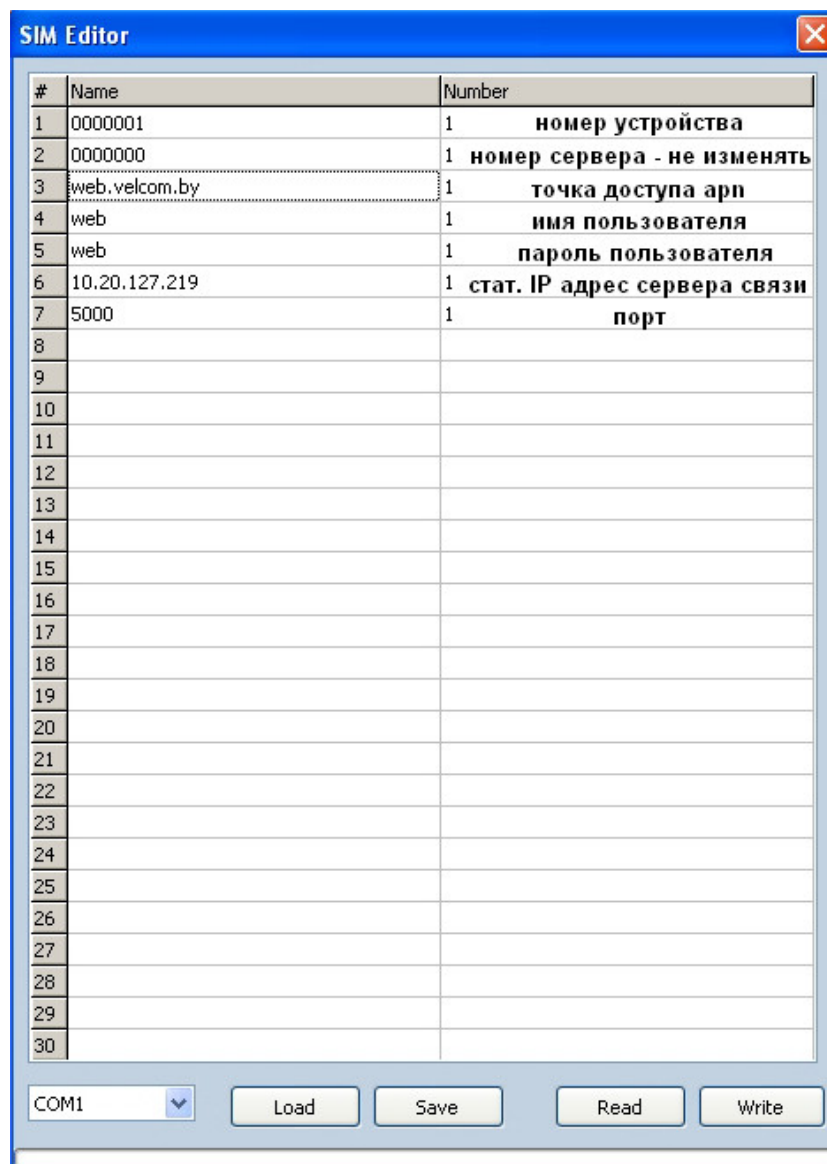 SIM Editor
# Name Number
1 0000001 1 номер устройства
2 0000000 1 номер сервера - не изменять
3 web.velcom.by 1 точка доступа apn
4 web 1 имя пользователя
5 web 1 пароль пользователя
6 10.20.127.219 1 стат. IP адрес сервера связи
7 5000 1 порт
8
9
10
11
12
13
14
15
16
17
18
19
20
21
22
23
24
25
26
27
28
29
30
COM1 Load Save Read Write